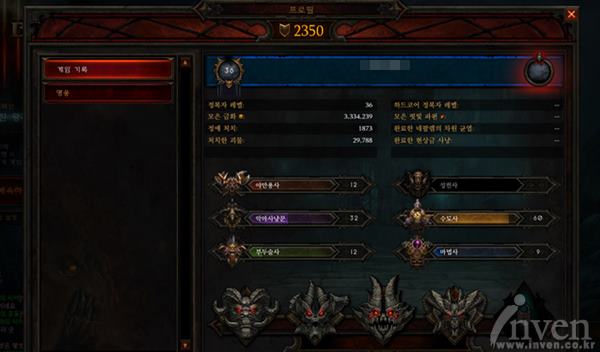 프로필
2350
게임 기록
영웅
36
정복자 레벨: 36
모은 금화 : 3,334,239
정예 처치: 1873
처치한 괴물: 29,788
하드코어 정복자 레벨: --
모은 핏빛 파편 : --
완료한 네팔렘의 차원 균열: --
완료한 현상금 사냥: --
야만용사 12
성전사
악마사냥꾼 32
수도사 60
부두술사 12
마법사 9
inven
www.inven.co.kr